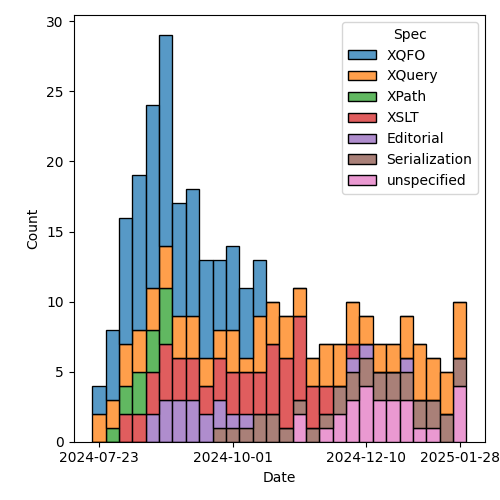 30
25
20
15
10
5
0
Count
Spec
XQFO
XQuery
XPath
XSLT
Editorial
Serialization
unspecified
2024-07-23 2024-10-01 2024-12-10 2025-01-28
Date